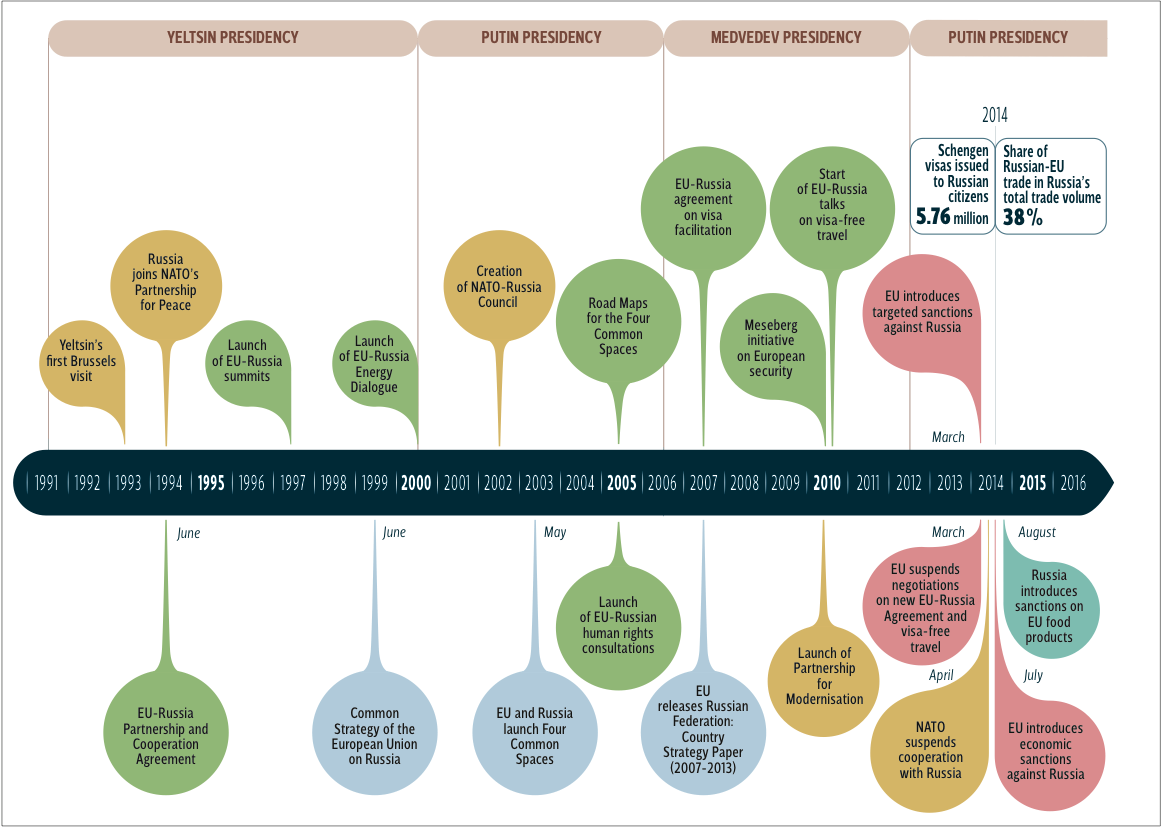 YELTSIN PRESIDENCY
PUTIN PRESIDENCY
MEDVEDEV PRESIDENCY
PUTIN PRESIDENCY
2014
Schengen
visas issued
to Russian
citizens
5.76 million
Share of
Russian-EU
trade in Russia's
total trade volume
38%
Yeltsin's
first Brussels
visit
Russia
joins NATO's
Partnership
for Peace
Launch
of EU-Russia
summits
Launch
of EU-Russia
Energy
Dialogue
Creation
of NATO-Russia
Council
Road Maps
for the Four
Common
Spaces
EU-Russia
agreement
on visa
facilitation
Meseberg
initiative
on European
security
Start
of EU-Russia
talks
on visa-free
travel
EU introduces
targeted sanctions
against Russia
March
1991 1992 1993 1994 1995 1996 1997 1998 1999 2000 2001 2002 2003 2004 2005 2006 2007 2008 2009 2010 2011 2012 2013 2014 2015 2016
June
EU-Russia
Partnership and
Cooperation
Agreement
June
Common
Strategy of the
European Union
on Russia
May
EU and Russia
launch Four
Common
Spaces
Launch
of EU-Russian
human rights
consultations
EU
releases Russian
Federation:
Country
Strategy Paper
(2007-2013)
Launch of
Partnership
for
Modernisation
March
EU suspends
negotiations
on new EU-Russia
Agreement and
visa-free
travel
April
NATO
suspends
cooperation
with Russia
August
Russia
introduces
sanctions on
EU food
products
July
EU introduces
economic
sanctions
against Russia